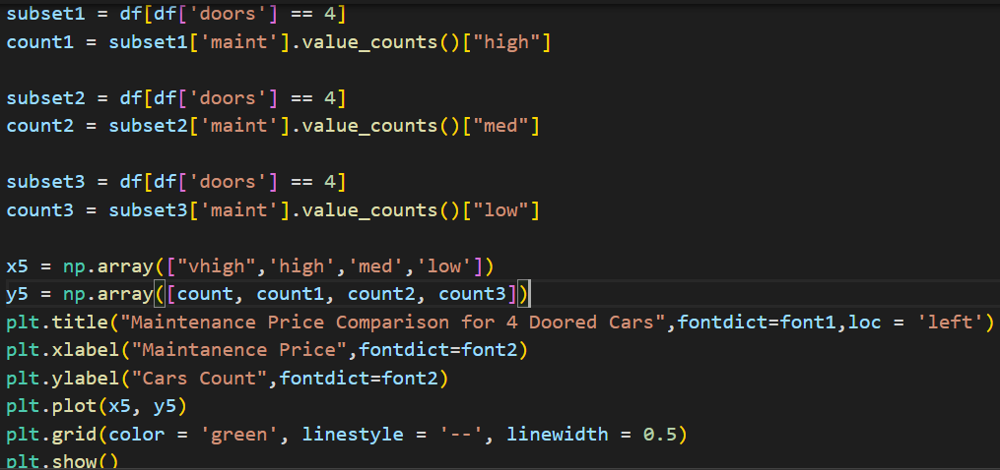 subset1 = df[df['doors'] == 4]
count1 = subset1['maint'].value_counts()["high"]
subset2 = df[df['doors'] == 4]
count2 = subset2['maint'].value_counts()["med"]
subset3 = df[df['doors'] == 4]
count3 = subset3['maint'].value_counts()["low"]
x5 = np.array(["vhigh",'high','med','low'])
y5 = np.array([count, count1, count2, count3])
plt.title("Maintenance Price Comparison for 4 Doored Cars",fontdict=font1,loc = 'left')
plt.xlabel("Maintanence Price",fontdict=font2)
plt.ylabel("Cars Count",fontdict=font2)
plt.plot(x5, y5)
plt.grid(color = 'green', linestyle = '--', linewidth = 0.5)
plt.show()